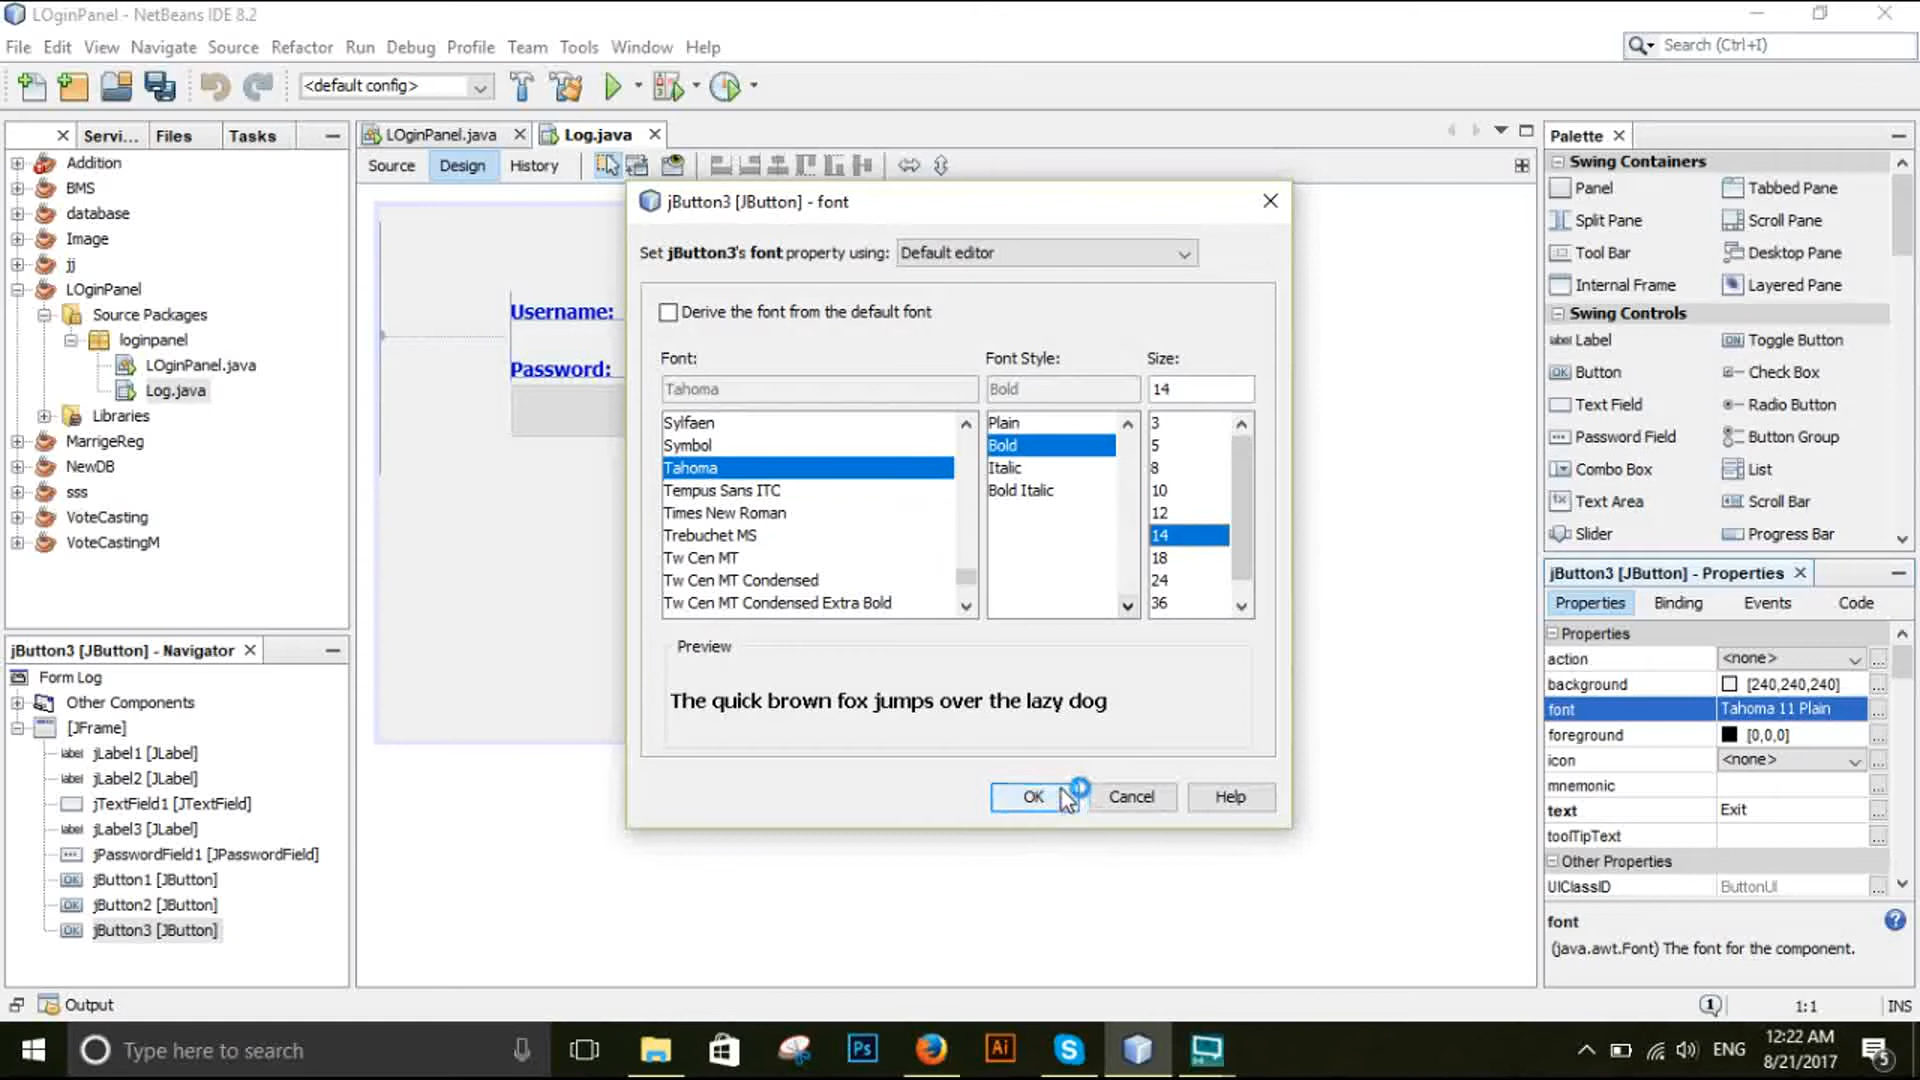 LOginPanel - NetBeans IDE 8.2
File Edit View Navigate Source Refactor Run Debug Profile Team Tools Window Help
Search (Ctrl+I)
<default config>
Servi... Files Tasks
Addition
BMS
database
Image
jj
LOginPanel
Source Packages
loginpanel
LOginPanel.java
Log.java
Libraries
MarrigeReg
NewDB
sss
VoteCasting
VoteCastingM
jButton3 [JButton] - Navigator
Form Log
Other Components
[JFrame]
label jLabel1 [JLabel]
label jLabel2 [JLabel]
jTextField1 [JTextField]
label jLabel3 [JLabel]
jPasswordField1 [JPasswordField]
OK jButton1 [JButton]
OK jButton2 [JButton]
OK jButton3 [JButton]
LOginPanel.java Log.java
Source Design History
Username:
Password:
jButton3 [JButton] - font
Set jButton3's font property using: Default editor
Derive the font from the default font
Font: Font Style: Size:
Tahoma Bold 14
Sylfaen
Symbol
Tahoma
Tempus Sans ITC
Times New Roman
Trebuchet MS
Tw Cen MT
Tw Cen MT Condensed
Tw Cen MT Condensed Extra Bold
Plain
Bold
Italic
Bold Italic
3
5
8
10
12
14
18
24
36
Preview
The quick brown fox jumps over the lazy dog
OK Cancel Help
Palette
Swing Containers
Panel Tabbed Pane
Split Pane Scroll Pane
Tool Bar Desktop Pane
Internal Frame Layered Pane
Swing Controls
label Label ON Toggle Button
OK Button Check Box
Text Field Radio Button
Password Field Button Group
Combo Box List
Text Area Scroll Bar
Slider Progress Bar
jButton3 [JButton] - Properties
Properties Binding Events Code
Properties
action <none> ...
background [240,240,240] ...
font Tahoma 11 Plain ...
foreground [0,0,0] ...
icon <none> ...
mnemonic ...
text Exit ...
toolTipText ...
Other Properties
UIClassID ButtonUI ...
font
(java.awt.Font) The font for the component.
Output
1 1:1 INS
Type here to search
Ps
Ai
ENG
12:22 AM
8/21/2017
5